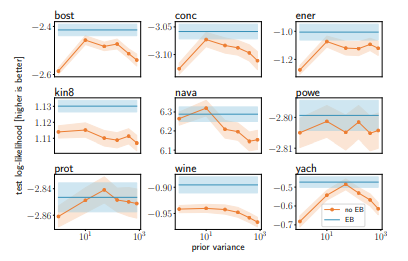 bost
conc
ener
−2.4
−2.6
−3.05
−3.10
−1.0
−1.2
kin8
nava
powe
1.13
1.12
1.11
6.3
6.2
6.1
−2.80
−2.81
prot
wine
yach
−2.84
−2.86
−0.90
−0.95
−0.5
−0.6
−0.7
no EB
EB
10¹ 10³
10¹ 10³
10¹ 10³
prior variance
test log-likelihood [higher is better]